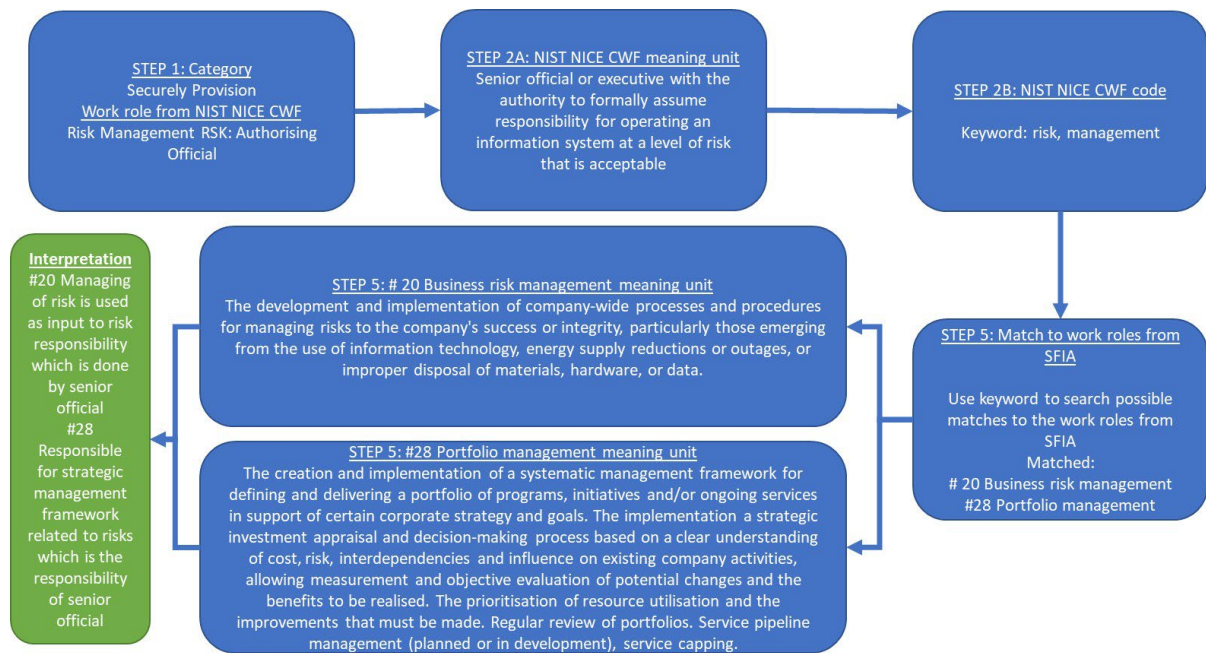 STEP 1: Category
Securely Provision
Work role from NIST NICE CWF
Risk Management RSK: Authorising
Official
STEP 2A: NIST NICE CWF meaning unit
Senior official or executive with the
authority to formally assume
responsibility for operating an
information system at a level of risk
that is acceptable
STEP 2B: NIST NICE CWF code
Keyword: risk, management
STEP 5: Match to work roles from
SFIA
Use keyword to search possible
matches to the work roles from
SFIA
Matched:
# 20 Business risk management
#28 Portfolio management
STEP 5: # 20 Business risk management meaning unit
The development and implementation of company-wide processes and procedures
for managing risks to the company's success or integrity, particularly those emerging
from the use of information technology, energy supply reductions or outages, or
improper disposal of materials, hardware, or data.
STEP 5: #28 Portfolio management meaning unit
The creation and implementation of a systematic management framework for
defining and delivering a portfolio of programs, initiatives and/or ongoing services
in support of certain corporate strategy and goals. The implementation a strategic
investment appraisal and decision-making process based on a clear understanding
of cost, risk, interdependencies and influence on existing company activities,
allowing measurement and objective evaluation of potential changes and the
benefits to be realised. The prioritisation of resource utilisation and the
improvements that must be made. Regular review of portfolios. Service pipeline
management (planned or in development), service capping.
Interpretation
#20 Managing
of risk is used
as input to risk
responsibility
which is done
by senior
official
#28
Responsible
for strategic
management
framework
related to risks
which is the
responsibility
of senior
official